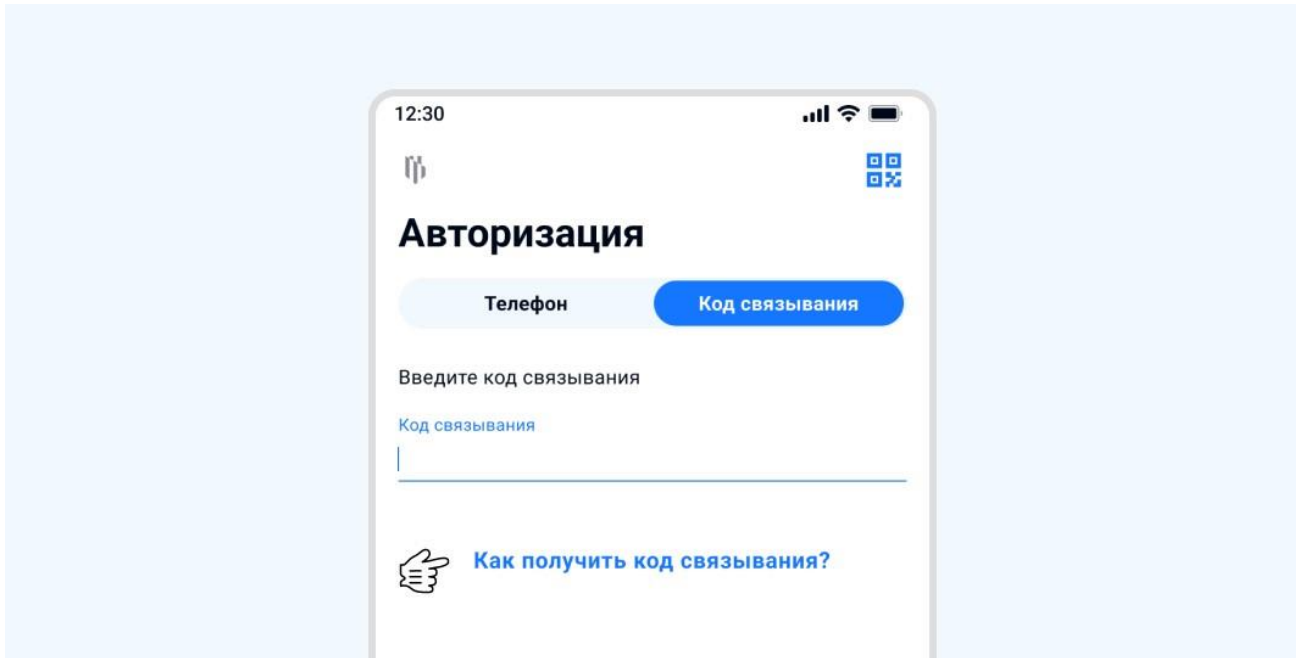 12:30
Авторизация
Телефон
Код связывания
Введите код связывания
Код связывания
Как получить код связывания?